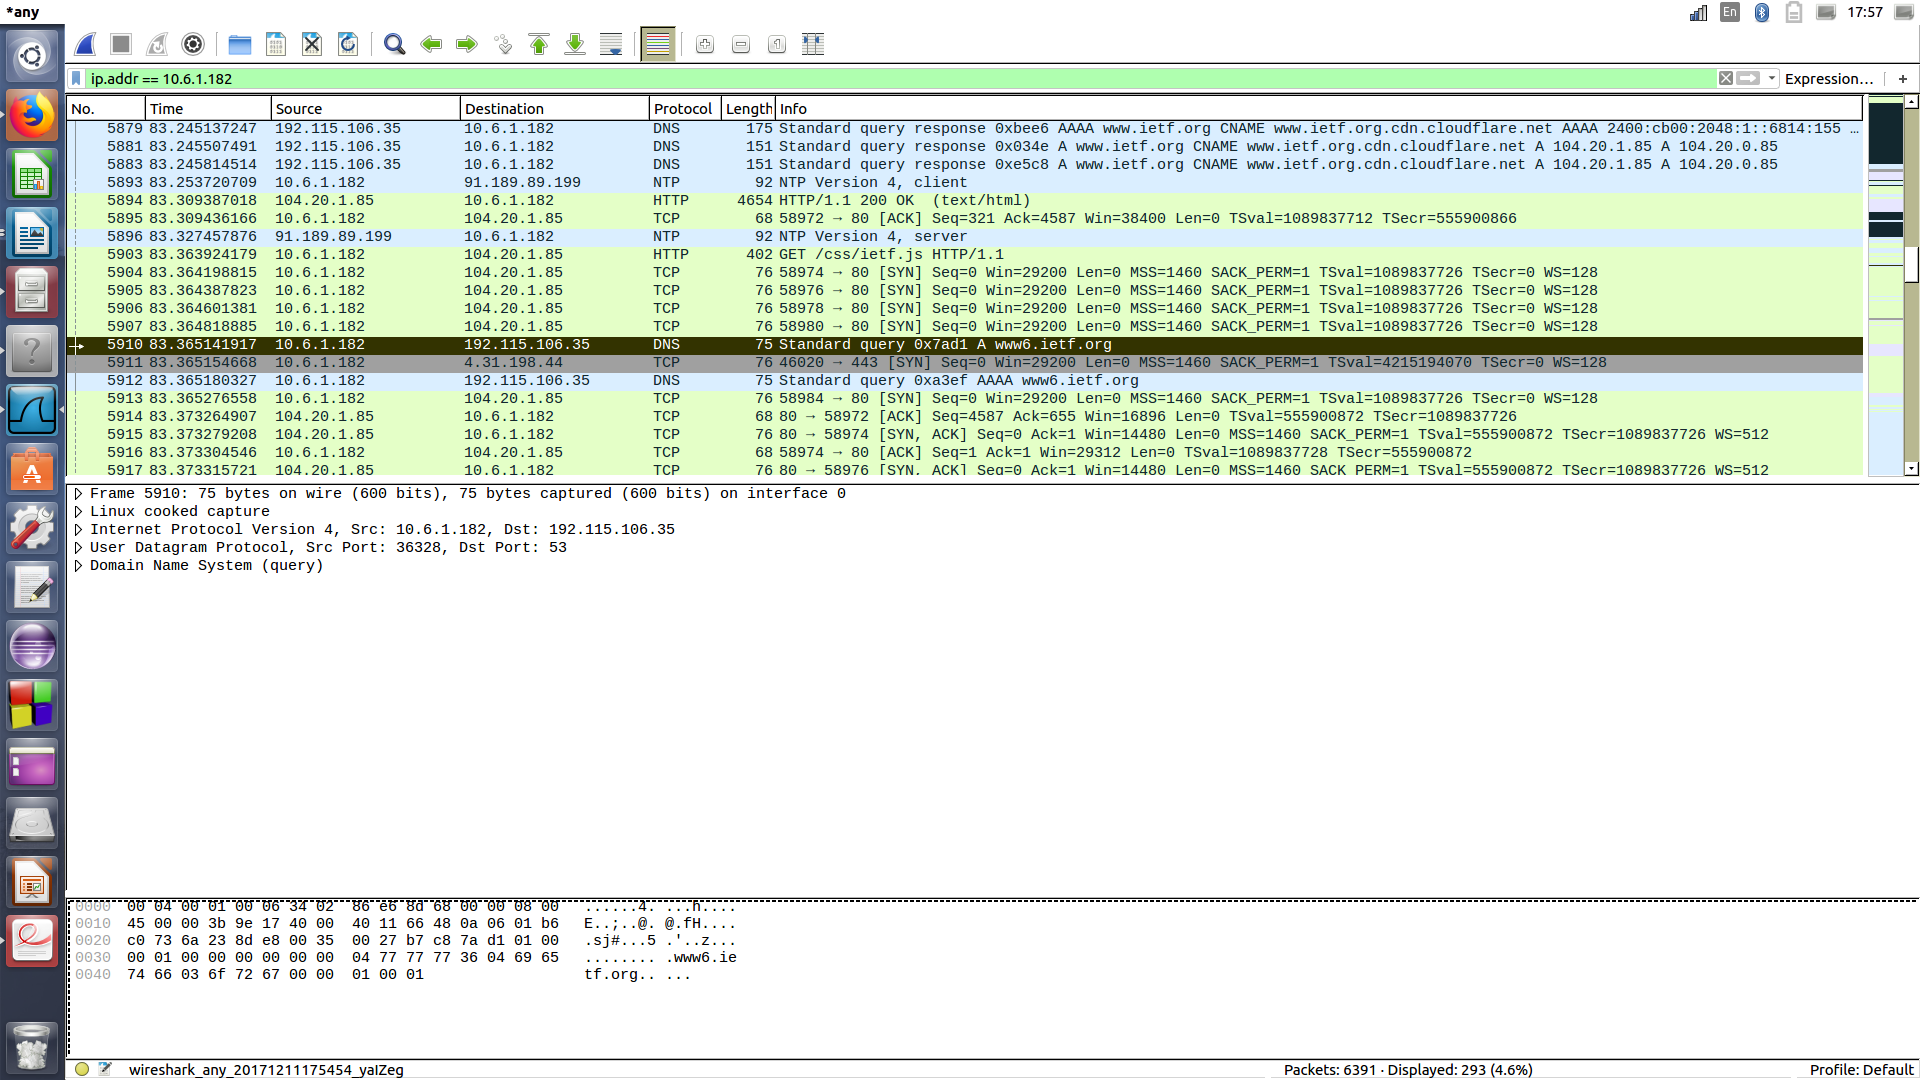 *any
En
17:57
ip.addr == 10.6.1.182
Expression…
+
No. Time Source Destination Protocol Length Info
5879 83.245137247 192.115.106.35 10.6.1.182 DNS 175 Standard query response 0xbee6 AAAA www.ietf.org CNAME www.ietf.org.cdn.cloudflare.net AAAA 2400:cb00:2048:1::6814:155 …
5881 83.245507491 192.115.106.35 10.6.1.182 DNS 151 Standard query response 0x034e A www.ietf.org CNAME www.ietf.org.cdn.cloudflare.net A 104.20.1.85 A 104.20.0.85
5883 83.245814514 192.115.106.35 10.6.1.182 DNS 151 Standard query response 0xe5c8 A www.ietf.org CNAME www.ietf.org.cdn.cloudflare.net A 104.20.1.85 A 104.20.0.85
5893 83.253720709 10.6.1.182 91.189.89.199 NTP 92 NTP Version 4, client
5894 83.309387018 104.20.1.85 10.6.1.182 HTTP 4654 HTTP/1.1 200 OK (text/html)
5895 83.309436166 10.6.1.182 104.20.1.85 TCP 68 58972 → 80 [ACK] Seq=321 Ack=4587 Win=38400 Len=0 TSval=1089837712 TSecr=555900866
5896 83.327457876 91.189.89.199 10.6.1.182 NTP 92 NTP Version 4, server
5903 83.363924179 10.6.1.182 104.20.1.85 HTTP 402 GET /css/ietf.js HTTP/1.1
5904 83.364198815 10.6.1.182 104.20.1.85 TCP 76 58974 → 80 [SYN] Seq=0 Win=29200 Len=0 MSS=1460 SACK_PERM=1 TSval=1089837726 TSecr=0 WS=128
5905 83.364387823 10.6.1.182 104.20.1.85 TCP 76 58976 → 80 [SYN] Seq=0 Win=29200 Len=0 MSS=1460 SACK_PERM=1 TSval=1089837726 TSecr=0 WS=128
5906 83.364601381 10.6.1.182 104.20.1.85 TCP 76 58978 → 80 [SYN] Seq=0 Win=29200 Len=0 MSS=1460 SACK_PERM=1 TSval=1089837726 TSecr=0 WS=128
5907 83.364818885 10.6.1.182 104.20.1.85 TCP 76 58980 → 80 [SYN] Seq=0 Win=29200 Len=0 MSS=1460 SACK_PERM=1 TSval=1089837726 TSecr=0 WS=128
5910 83.365141917 10.6.1.182 192.115.106.35 DNS 75 Standard query 0x7ad1 A www6.ietf.org
5911 83.365154668 10.6.1.182 4.31.198.44 TCP 76 46020 → 443 [SYN] Seq=0 Win=29200 Len=0 MSS=1460 SACK_PERM=1 TSval=4215194070 TSecr=0 WS=128
5912 83.365180327 10.6.1.182 192.115.106.35 DNS 75 Standard query 0xa3ef AAAA www6.ietf.org
5913 83.365276558 10.6.1.182 104.20.1.85 TCP 76 58984 → 80 [SYN] Seq=0 Win=29200 Len=0 MSS=1460 SACK_PERM=1 TSval=1089837726 TSecr=0 WS=128
5914 83.373264907 104.20.1.85 10.6.1.182 TCP 68 80 → 58972 [ACK] Seq=4587 Ack=655 Win=16896 Len=0 TSval=555900872 TSecr=1089837726
5915 83.373279208 104.20.1.85 10.6.1.182 TCP 76 80 → 58974 [SYN, ACK] Seq=0 Ack=1 Win=14480 Len=0 MSS=1460 SACK_PERM=1 TSval=555900872 TSecr=1089837726 WS=512
5916 83.373304546 10.6.1.182 104.20.1.85 TCP 68 58974 → 80 [ACK] Seq=1 Ack=1 Win=29312 Len=0 TSval=1089837728 TSecr=555900872
5917 83.373315721 104.20.1.85 10.6.1.182 TCP 76 80 → 58976 [SYN, ACK] Seq=0 Ack=1 Win=14480 Len=0 MSS=1460 SACK_PERM=1 TSval=555900872 TSecr=1089837726 WS=512
Frame 5910: 75 bytes on wire (600 bits), 75 bytes captured (600 bits) on interface 0
Linux cooked capture
Internet Protocol Version 4, Src: 10.6.1.182, Dst: 192.115.106.35
User Datagram Protocol, Src Port: 36328, Dst Port: 53
Domain Name System (query)
0000 00 04 00 01 00 06 34 02 86 e6 8d 68 00 00 08 00 ......4. ...h....
0010 45 00 00 3b 9e 17 40 00 40 11 66 48 0a 06 01 b6 E..;..@. @.fH....
0020 c0 73 6a 23 8d e8 00 35 00 27 b7 c8 7a d1 01 00 .sj#...5 .'..z...
0030 00 01 00 00 00 00 00 00 04 77 77 77 36 04 69 65 ........ .www6.ie
0040 74 66 03 6f 72 67 00 00 01 00 01 tf.org.. ...
wireshark_any_20171211175454_yaIZeg
Packets: 6391 · Displayed: 293 (4.6%)
Profile: Default